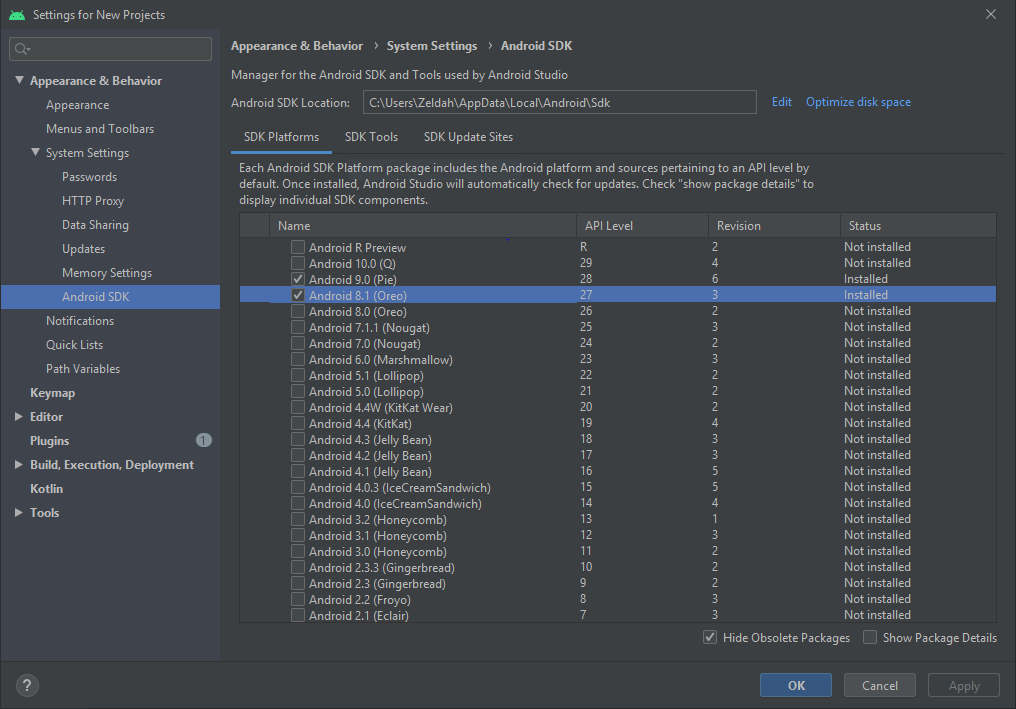 Settings for New Projects
Appearance & Behavior
Appearance
Menus and Toolbars
System Settings
Passwords
HTTP Proxy
Data Sharing
Updates
Memory Settings
Android SDK
Notifications
Quick Lists
Path Variables
Keymap
Editor
Plugins 1
Build, Execution, Deployment
Kotlin
Tools
Appearance & Behavior › System Settings › Android SDK
Manager for the Android SDK and Tools used by Android Studio
Android SDK Location: C:\Users\Zeldah\AppData\Local\Android\Sdk Edit Optimize disk space
SDK Platforms SDK Tools SDK Update Sites
Each Android SDK Platform package includes the Android platform and sources pertaining to an API level by
default. Once installed, Android Studio will automatically check for updates. Check "show package details" to
display individual SDK components.
Name API Level Revision Status
Android R Preview R 2 Not installed
Android 10.0 (Q) 29 4 Not installed
Android 9.0 (Pie) 28 6 Installed
Android 8.1 (Oreo) 27 3 Installed
Android 8.0 (Oreo) 26 2 Not installed
Android 7.1.1 (Nougat) 25 3 Not installed
Android 7.0 (Nougat) 24 2 Not installed
Android 6.0 (Marshmallow) 23 3 Not installed
Android 5.1 (Lollipop) 22 2 Not installed
Android 5.0 (Lollipop) 21 2 Not installed
Android 4.4W (KitKat Wear) 20 2 Not installed
Android 4.4 (KitKat) 19 4 Not installed
Android 4.3 (Jelly Bean) 18 3 Not installed
Android 4.2 (Jelly Bean) 17 3 Not installed
Android 4.1 (Jelly Bean) 16 5 Not installed
Android 4.0.3 (IceCreamSandwich) 15 5 Not installed
Android 4.0 (IceCreamSandwich) 14 4 Not installed
Android 3.2 (Honeycomb) 13 1 Not installed
Android 3.1 (Honeycomb) 12 3 Not installed
Android 3.0 (Honeycomb) 11 2 Not installed
Android 2.3.3 (Gingerbread) 10 2 Not installed
Android 2.3 (Gingerbread) 9 2 Not installed
Android 2.2 (Froyo) 8 3 Not installed
Android 2.1 (Eclair) 7 3 Not installed
Hide Obsolete Packages Show Package Details
? OK Cancel Apply